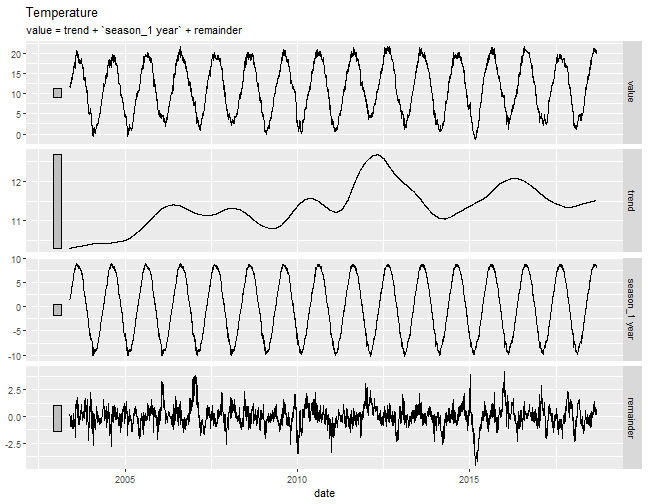 Temperature
value = trend + `season_1 year` + remainder
20
15
10
5
0
value
12
11
trend
10
5
0
-5
-10
season_1 year
2.5
0.0
-2.5
remainder
2005
2010
2015
date